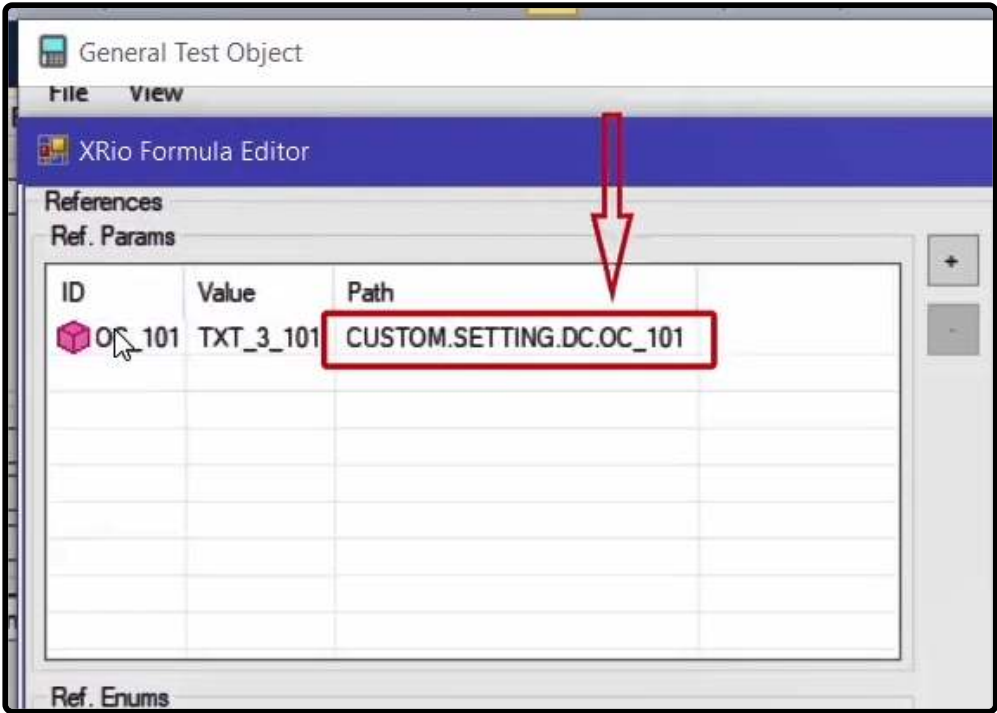 General Test Object
File View
XRio Formula Editor
References
Ref. Params
+
ID Value Path
OC_101 TXT_3_101 CUSTOM.SETTING.DC.OC_101
-
Ref. Enums